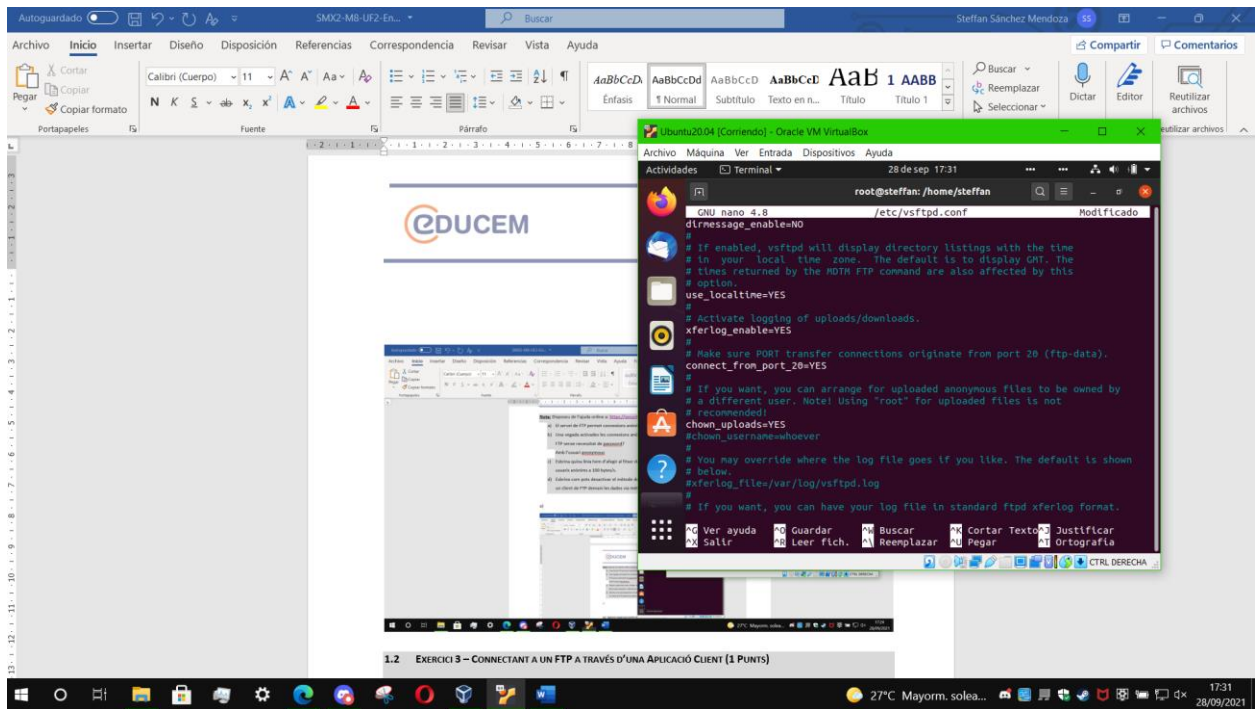 Autoguardado SMX2-M8-UF2-En... Buscar Steffan Sánchez Mendoza SS
Archivo Inicio Insertar Diseño Disposición Referencias Correspondencia Revisar Vista Ayuda Compartir Comentarios
Pegar
Cortar
Copiar
Copiar formato
Portapapeles
Calibri (Cuerpo) 11
N K S ab
Fuente
Párrafo
AaBbCcD AaBbCcDd AaBbCcD AaBbCcD AaB 1 AABB
Énfasis ¶ Normal Subtítulo Texto en n... Título Título 1
Buscar
Reemplazar
Seleccionar
Dictar
Editor
Reutilizar archivos
eutilizar archivos
Ubuntu20.04 [Corriendo] - Oracle VM VirtualBox
Archivo Máquina Ver Entrada Dispositivos Ayuda
Actividades Terminal 28 de sep 17:31
root@steffan: /home/steffan
GNU nano 4.8 /etc/vsftpd.conf Modificado
dirmessage_enable=NO
#
# If enabled, vsftpd will display directory listings with the time
# in your local time zone. The default is to display GMT. The
# times returned by the MDTM FTP command are also affected by this
# option.
use_localtime=YES
#
# Activate logging of uploads/downloads.
xferlog_enable=YES
#
# Make sure PORT transfer connections originate from port 20 (ftp-data).
connect_from_port_20=YES
#
# If you want, you can arrange for uploaded anonymous files to be owned by
# a different user. Note! Using "root" for uploaded files is not
# recommended!
chown_uploads=YES
#chown_username=whoever
#
# You may override where the log file goes if you like. The default is shown
# below.
#xferlog_file=/var/log/vsftpd.log
#
# If you want, you can have your log file in standard ftpd xferlog format.
^G Ver ayuda ^O Guardar ^W Buscar ^K Cortar Texto ^J Justificar
^X Salir ^R Leer fich. ^\ Reemplazar ^U Pegar ^T Ortografía
CTRL DERECHA
eDUCEM
1.2 EXERCICI 3 – CONNECTANT A UN FTP A TRAVÉS D'UNA APLICACIÓ CLIENT (1 PUNTS)
27°C Mayorm. solea...
17:31
28/09/2021